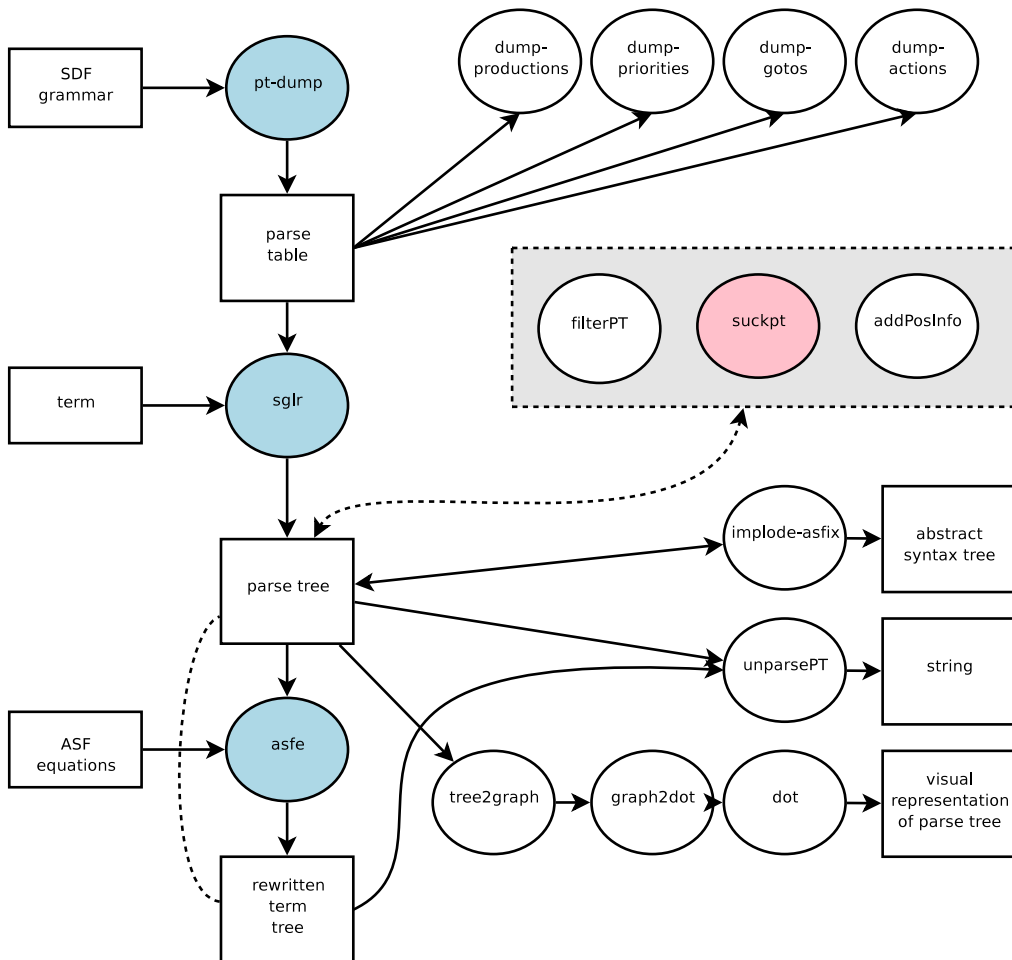 SDF
grammar
pt-dump
dump-
productions
dump-
priorities
dump-
gotos
dump-
actions
parse
table
filterPT
suckpt
addPosInfo
term
sglr
parse tree
implode-asfix
abstract
syntax tree
unparsePT
string
ASF
equations
asfe
tree2graph
graph2dot
dot
visual
representation
of parse tree
rewritten
term
tree